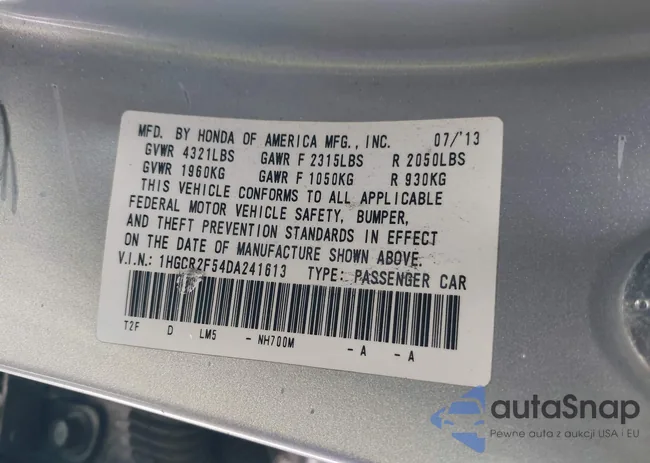 MFD. BY HONDA OF AMERICA MFG., INC. 07/'13
GVWR 4321LBS GAWR F 2315LBS R 2050LBS
GVWR 1960KG GAWR F 1050KG R 930KG
THIS VEHICLE CONFORMS TO ALL APPLICABLE
FEDERAL MOTOR VEHICLE SAFETY, BUMPER,
AND THEFT PREVENTION STANDARDS IN EFFECT
ON THE DATE OF MANUFACTURE SHOWN ABOVE.
V.I.N.: 1HGCR2F54DA241613 TYPE: PASSENGER CAR
T2F D LM5 - NH700M - A - A
autaSnap
Pewne auta z aukcji USA i EU